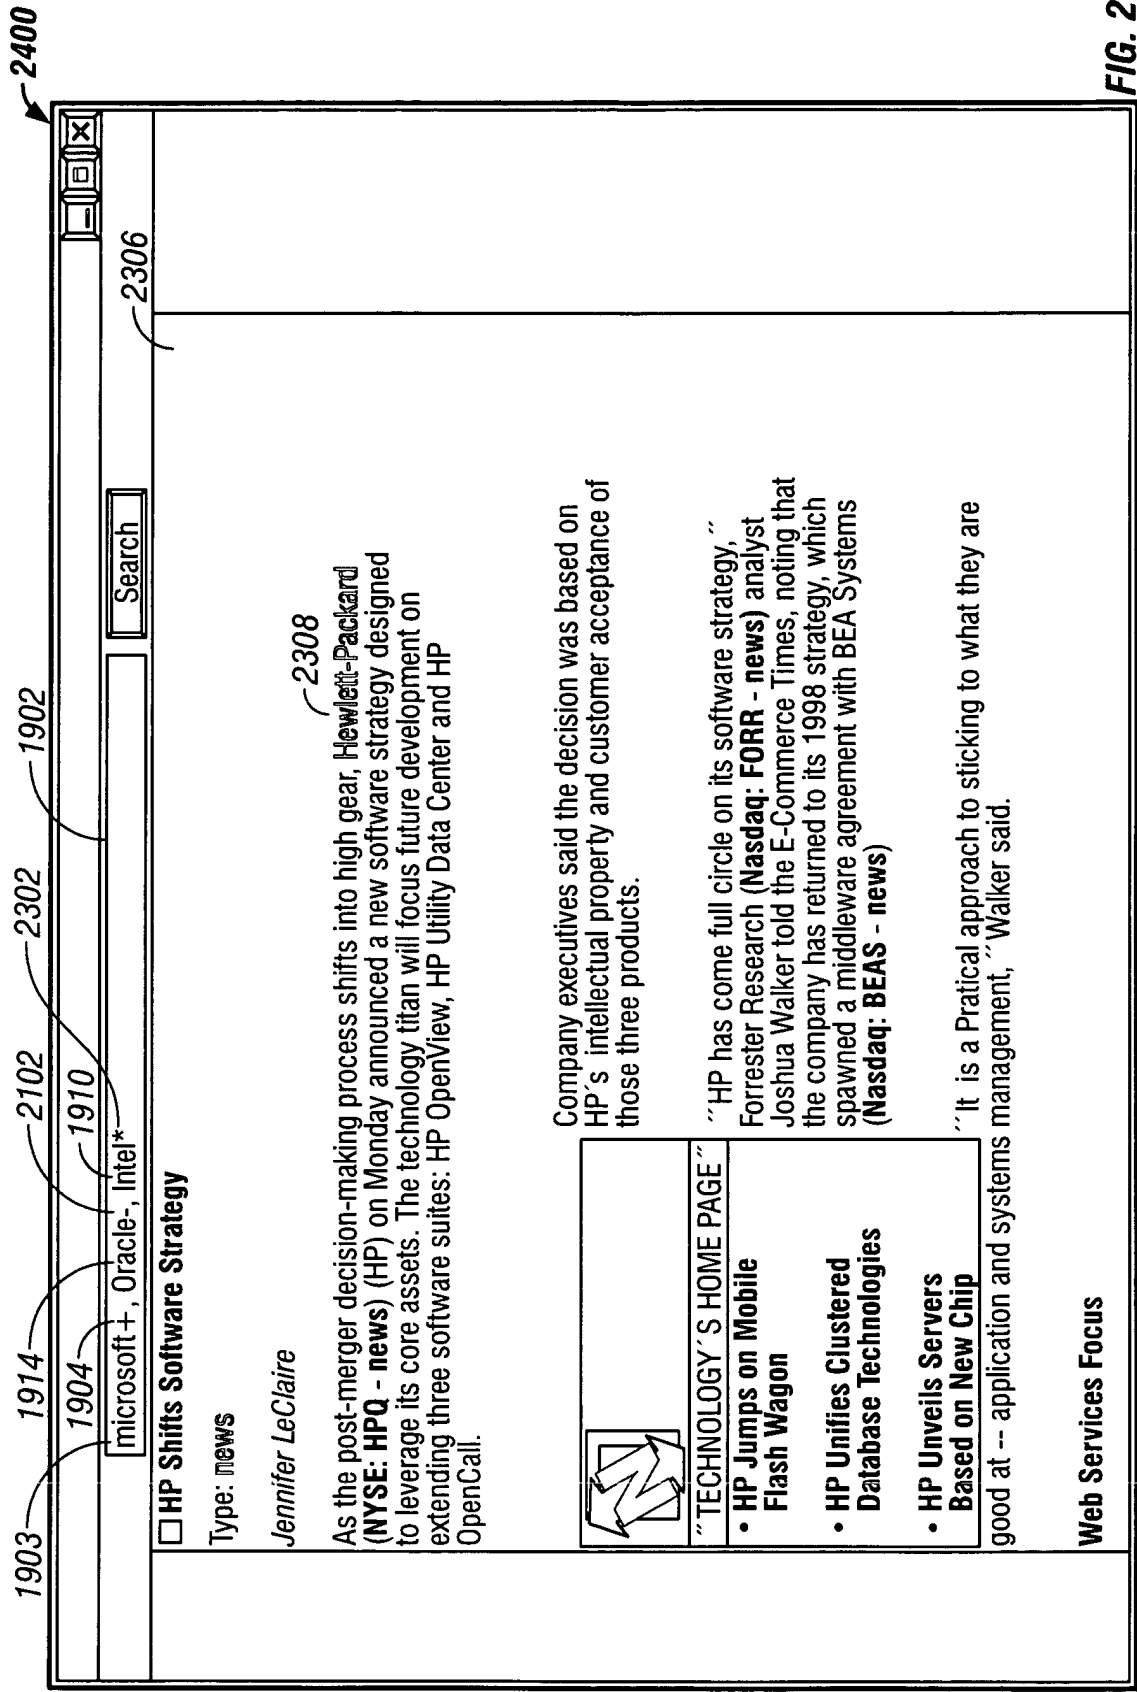 2400
1903
1904
1914
2102
1910
2302
1902
microsoft+, Oracle-, Intel*
Search
2306
HP Shifts Software Strategy
Type: news
Jennifer LeClaire
2308
As the post-merger decision-making process shifts into high gear, Hewlett-Packard
(NYSE: HPQ - news) (HP) on Monday announced a new software strategy designed
to leverage its core assets. The technology titan will focus future development on
extending three software suites: HP OpenView, HP Utility Data Center and HP
OpenCall.
Company executives said the decision was based on
HP´s intellectual property and customer acceptance of
those three products.
"TECHNOLOGY´S HOME PAGE"
• HP Jumps on Mobile
Flash Wagon
• HP Unifies Clustered
Database Technologies
• HP Unveils Servers
Based on New Chip
"HP has come full circle on its software strategy,"
Forrester Research (Nasdaq: FORR - news) analyst
Joshua Walker told the E-Commerce Times, noting that
the company has returned to its 1998 strategy, which
spawned a middleware agreement with BEA Systems
(Nasdaq: BEAS - news)
"It is a Pratical approach to sticking to what they are
good at -- application and systems management, "Walker said.
Web Services Focus
FIG. 2